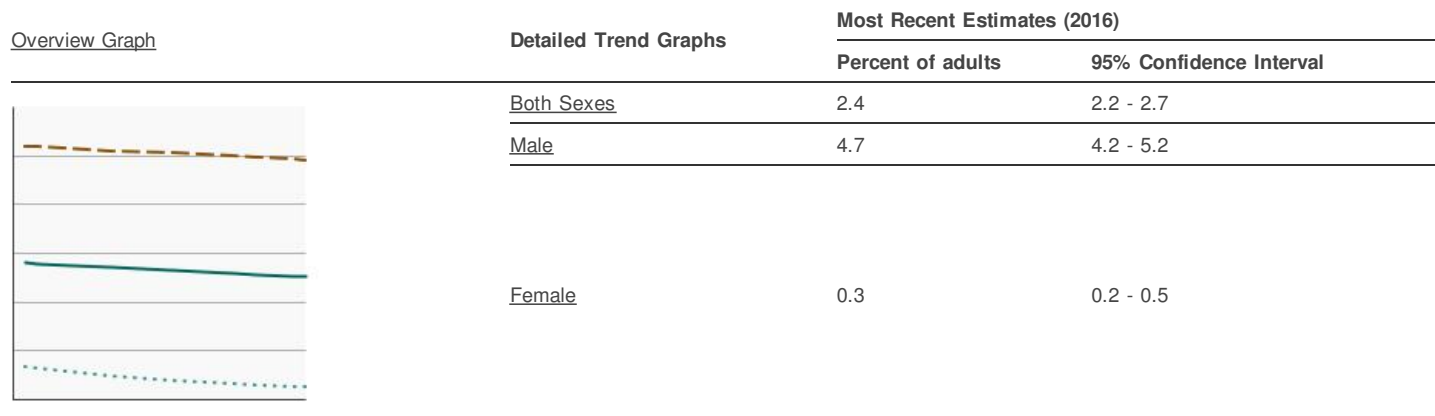 Overview Graph
Detailed Trend Graphs
Most Recent Estimates (2016)
Percent of adults
95% Confidence Interval
Both Sexes
2.4
2.2 - 2.7
Male
4.7
4.2 - 5.2
Female
0.3
0.2 - 0.5